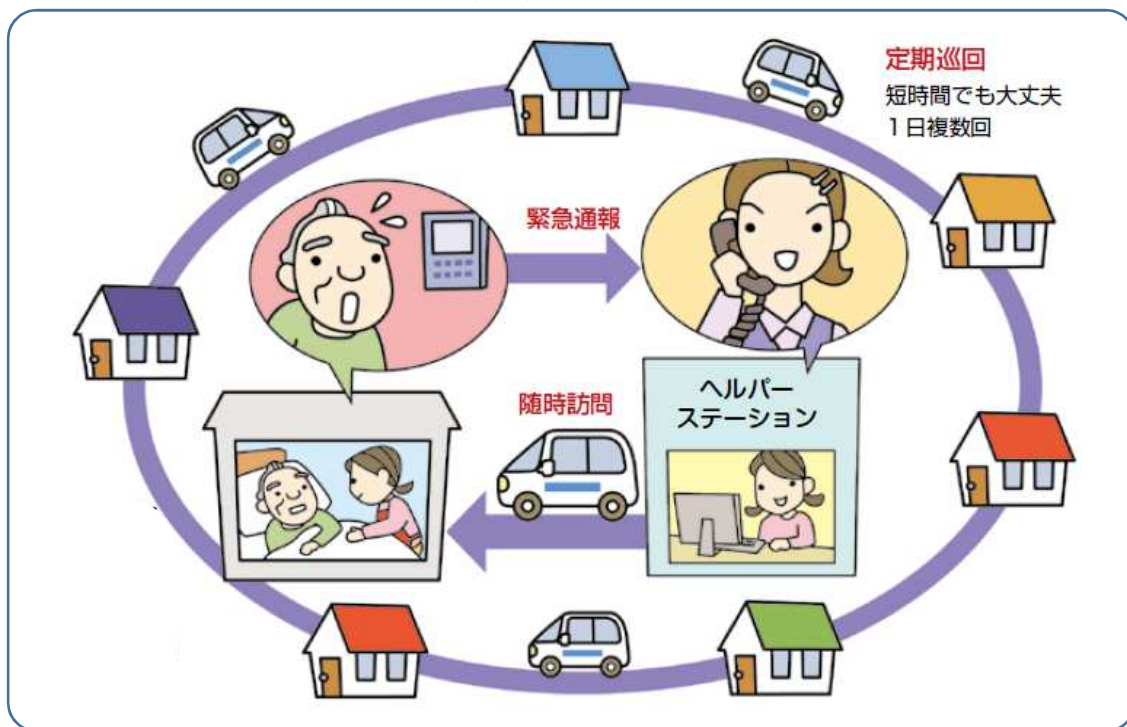 定期巡回
短時間でも大丈夫
1日複数回
緊急通報
随時訪問
ヘルパー
ステーション